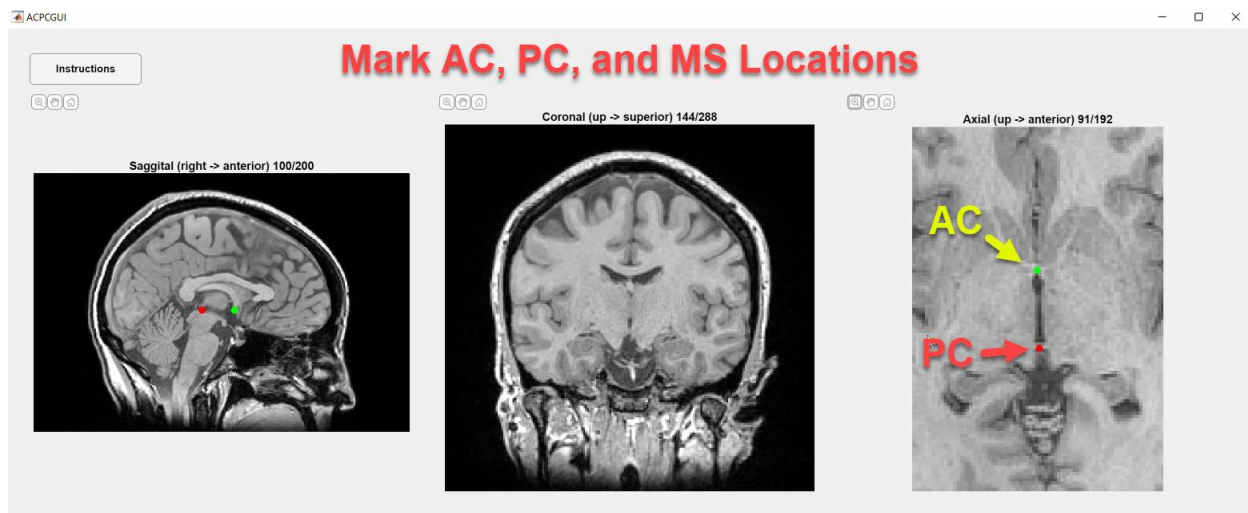 ACPCGUI
Mark AC, PC, and MS Locations
Instructions
Saggital (right -> anterior) 100/200
Coronal (up -> superior) 144/288
Axial (up -> anterior) 91/192
AC
PC